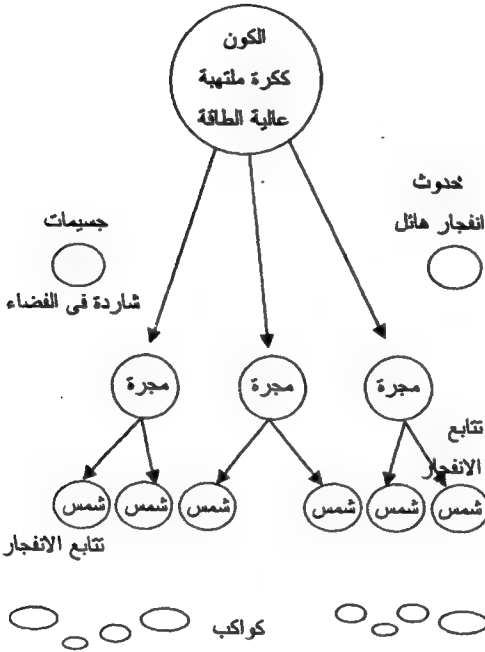 الكون
ككرة ملتهبة
عالية الطاقة
حدوث
انفجار هائل
جسيمات
شاردة فى الفضاء
مجرة
مجرة
مجرة
تتابع
الانفجار
شمس
شمس
شمس
شمس
شمس
شمس
تتابع الانفجار
كواكب